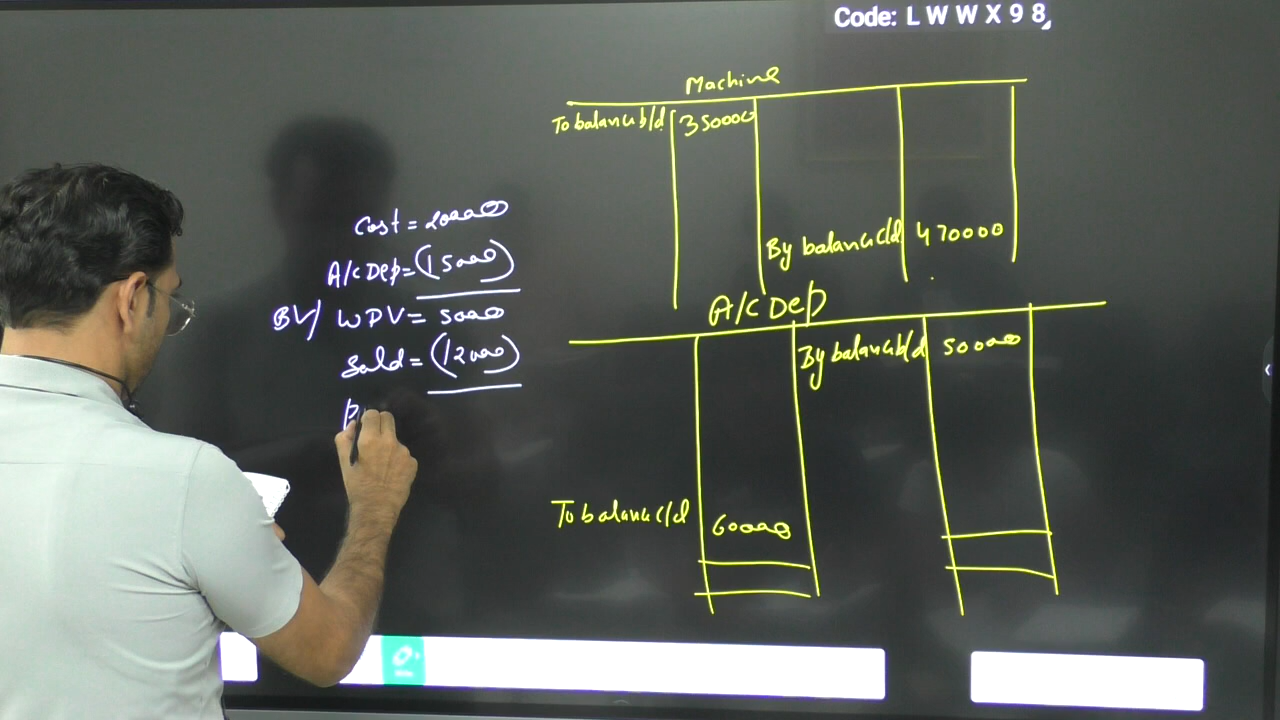 Code: L W W X 9 8
Machine
To balance b/d 350000
By balance c/d 470000
Cost = 20000
A/c Dep = (15000)
BV/ WDV = 5000
Sold = (12000)
A/c Dep
By balance b/d 50000
To balance c/d 60000